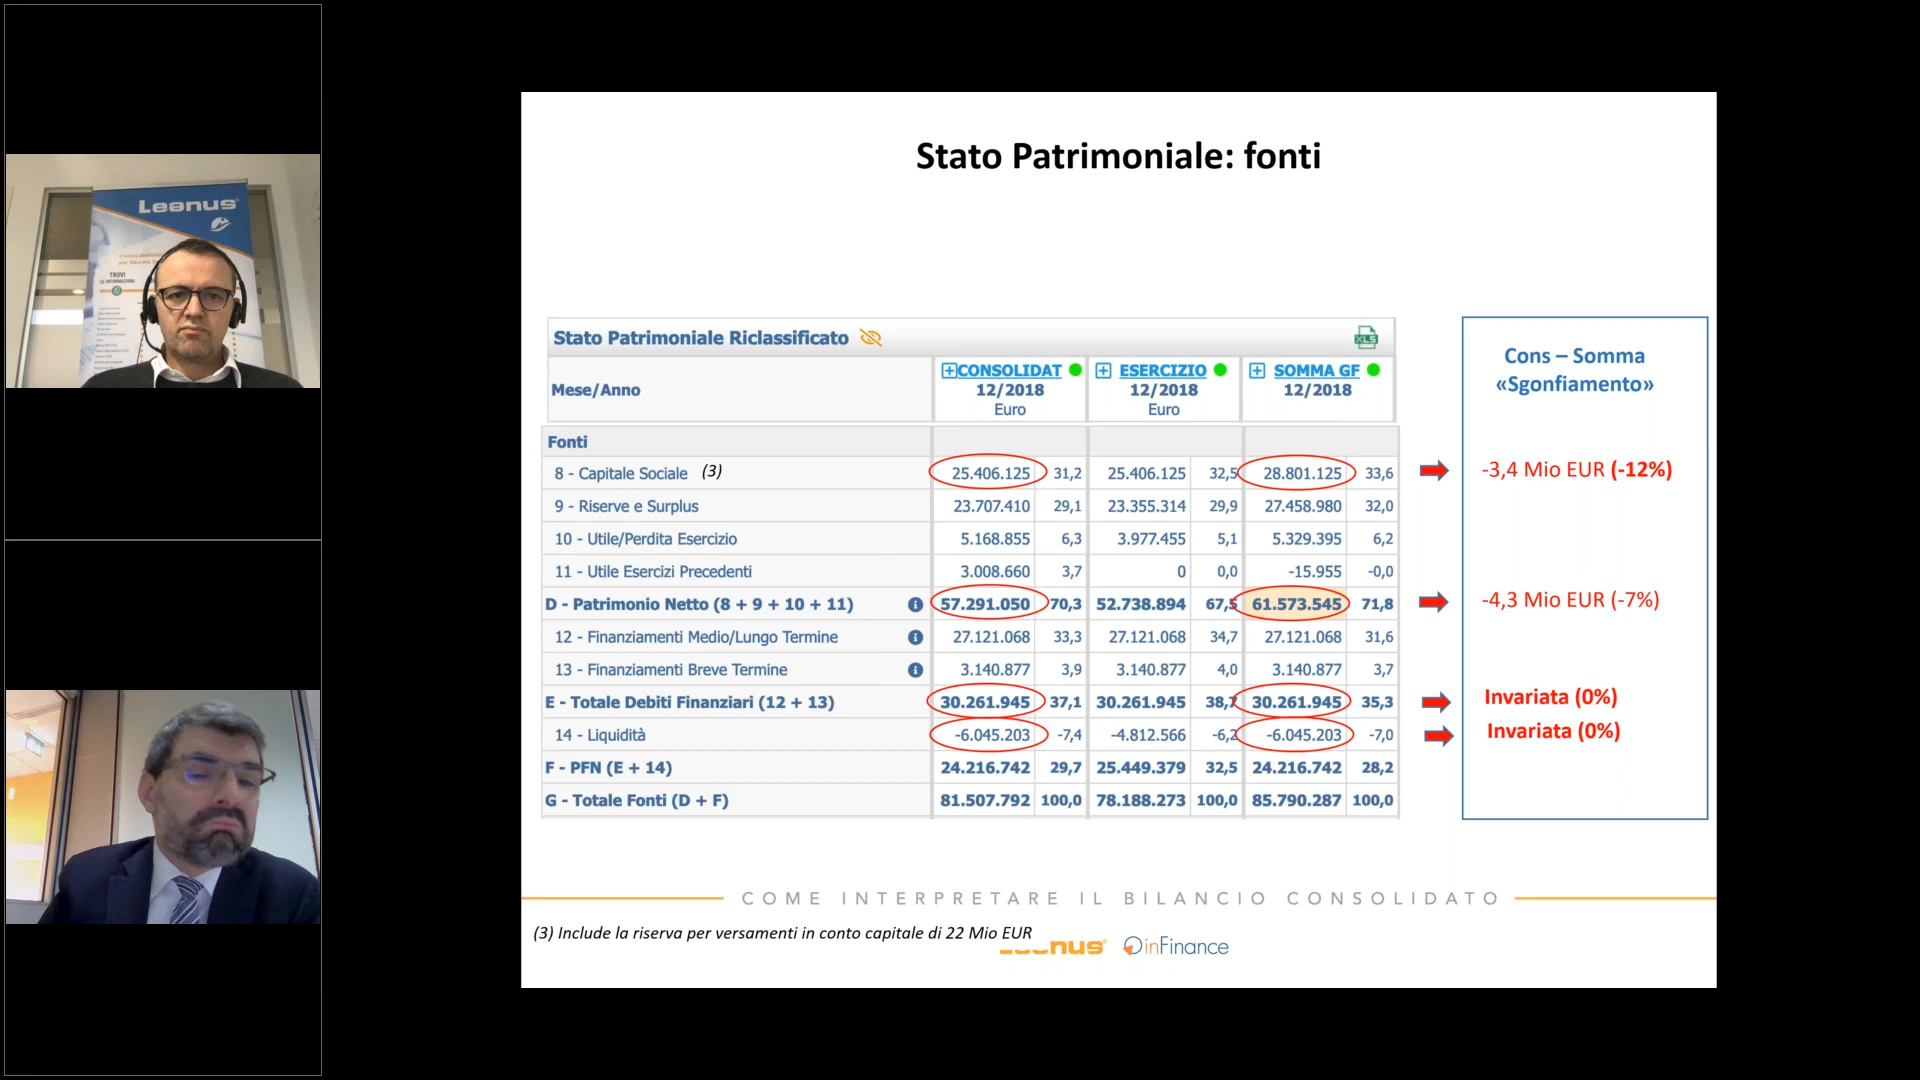 Leanus
TROVI
LE INFORMAZIONI
Stato Patrimoniale: fonti
Stato Patrimoniale Riclassificato XLS
Mese/Anno
CONSOLIDAT
12/2018
Euro
ESERCIZIO
12/2018
Euro
SOMMA GF
12/2018
Fonti
8 - Capitale Sociale (3) 25.406.125 31,2 25.406.125 32,5 28.801.125 33,6
9 - Riserve e Surplus 23.707.410 29,1 23.355.314 29,9 27.458.980 32,0
10 - Utile/Perdita Esercizio 5.168.855 6,3 3.977.455 5,1 5.329.395 6,2
11 - Utile Esercizi Precedenti 3.008.660 3,7 0 0,0 -15.955 -0,0
D - Patrimonio Netto (8 + 9 + 10 + 11) 57.291.050 70,3 52.738.894 67,5 61.573.545 71,8
12 - Finanziamenti Medio/Lungo Termine 27.121.068 33,3 27.121.068 34,7 27.121.068 31,6
13 - Finanziamenti Breve Termine 3.140.877 3,9 3.140.877 4,0 3.140.877 3,7
E - Totale Debiti Finanziari (12 + 13) 30.261.945 37,1 30.261.945 38,7 30.261.945 35,3
14 - Liquidità -6.045.203 -7,4 -4.812.566 -6,2 -6.045.203 -7,0
F - PFN (E + 14) 24.216.742 29,7 25.449.379 32,5 24.216.742 28,2
G - Totale Fonti (D + F) 81.507.792 100,0 78.188.273 100,0 85.790.287 100,0
Cons – Somma
«Sgonfiamento»
-3,4 Mio EUR (-12%)
-4,3 Mio EUR (-7%)
Invariata (0%)
Invariata (0%)
COME INTERPRETARE IL BILANCIO CONSOLIDATO
(3) Include la riserva per versamenti in conto capitale di 22 Mio EUR
inFinance